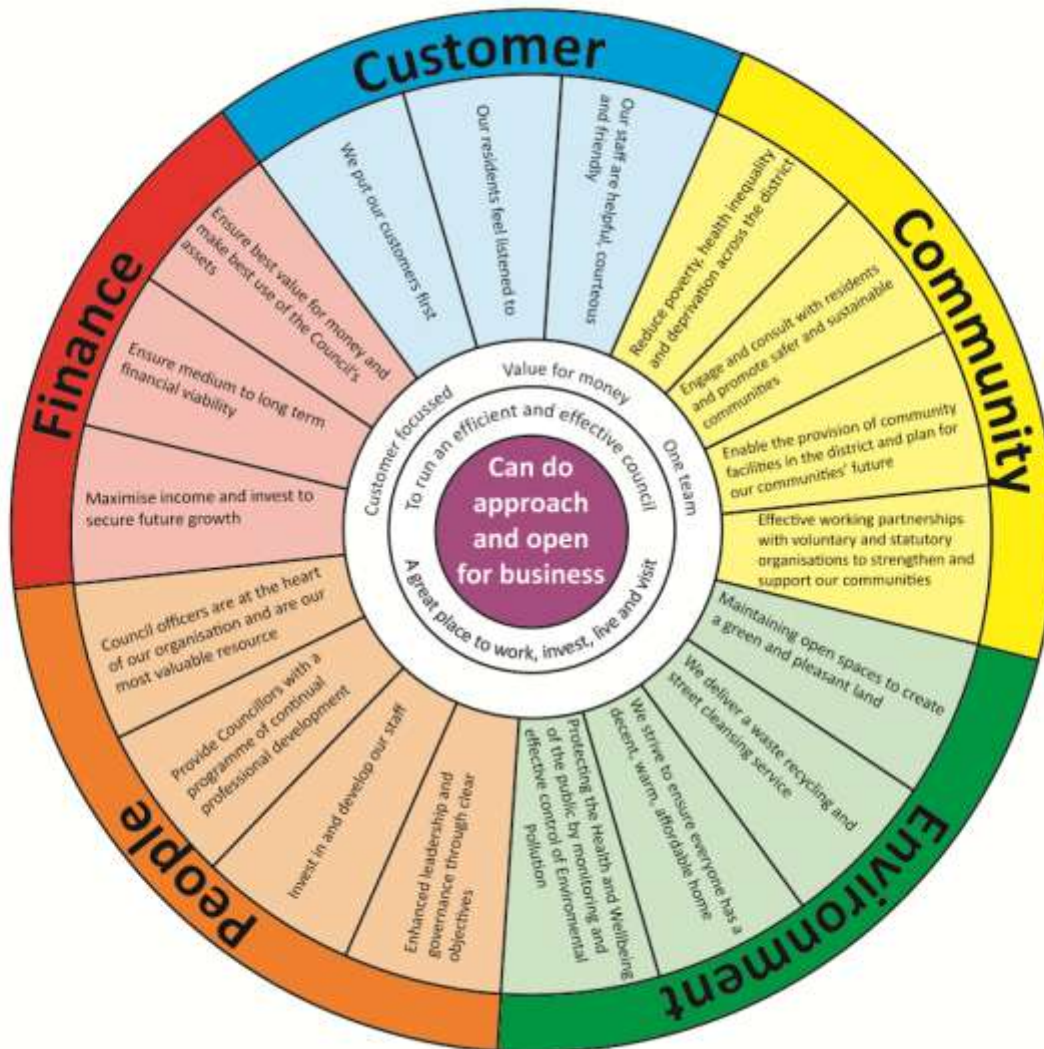 Customer
We put our customers first
Our residents feel listened to
Our staff are helpful, courteous
and friendly
Community
Reduce poverty, health inequality
and deprivation across the district
Engage and consult with residents
and promote safer and sustainable
communities
Enable the provision of community
facilities in the district and plan for
our communities' future
Effective working partnerships
with voluntary and statutory
organisations to strengthen and
support our communities
Environment
Maintaining open spaces to create
a green and pleasant land
We deliver a waste recycling and
street cleansing service
We strive to ensure everyone has a
decent, warm, affordable home
Protecting the Health and Wellbeing
of the public by monitoring and
effective control of Enviromental
Pollution
People
Enhanced leadership and
governance through clear
objectives
Invest in and develop our staff
Provide Councillors with a
programme of continual
professional development
Council officers are at the heart
of our organisation and are our
most valuable resource
Finance
Maximise income and invest to
secure future growth
Ensure medium to long term
financial viability
Ensure best value for money and
make best use of the Council's
assets
Customer focussed
Value for money
One team
To run an efficient and effective council
A great place to work, invest, live and visit
Can do
approach
and open
for business